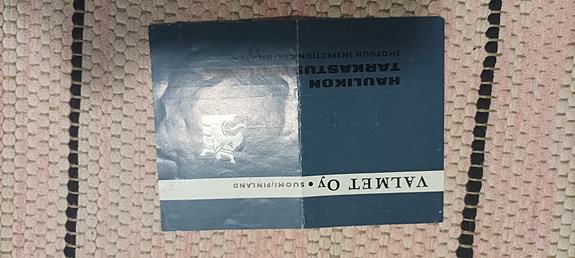 VALMET Oy • SUOMI/FINLAND
HAULIKON
TARKASTUS
SHOTGUN INSPECTION